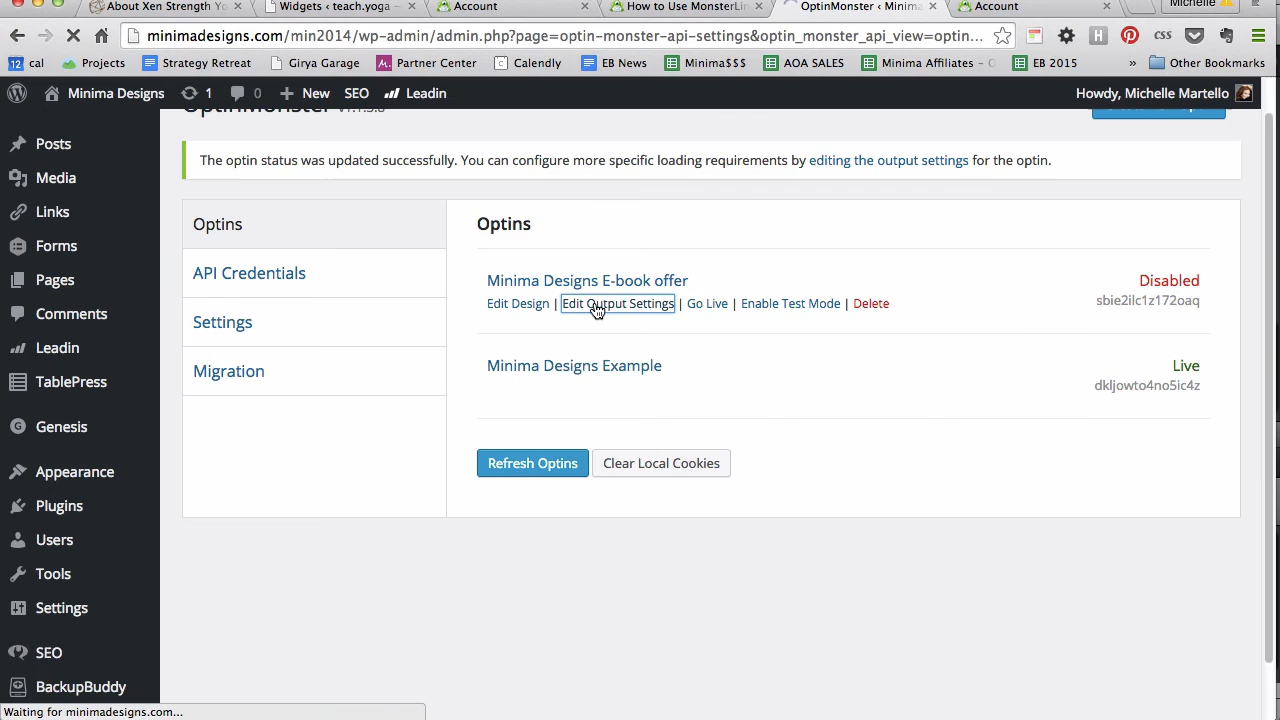 About Xen Strength Yo
Widgets ‹ teach.yoga
Account
How to Use MonsterLin
OptinMonster ‹ Minima
Account
Michelle
minimadesigns.com/min2014/wp-admin/admin.php?page=optin-monster-api-settings&optin_monster_api_view=optin...
12 cal
Projects
Strategy Retreat
Girya Garage
Partner Center
Calendly
EB News
Minima$$$
AOA SALES
Minima Affiliates - G
EB 2015
»
Other Bookmarks
Minima Designs
1
0
New
SEO
Leadin
Howdy, Michelle Martello
OptinMonster
Posts
Media
Links
Forms
Pages
Comments
Leadin
TablePress
Genesis
Appearance
Plugins
Users
Tools
Settings
SEO
BackupBuddy
The optin status was updated successfully. You can configure more specific loading requirements by editing the output settings for the optin.
Optins
API Credentials
Settings
Migration
Optins
Minima Designs E-book offer
Disabled
Edit Design | Edit Output Settings | Go Live | Enable Test Mode | Delete
sbie2ilc1z172oaq
Minima Designs Example
Live
dkljowto4no5ic4z
Refresh Optins
Clear Local Cookies
Waiting for minimadesigns.com...